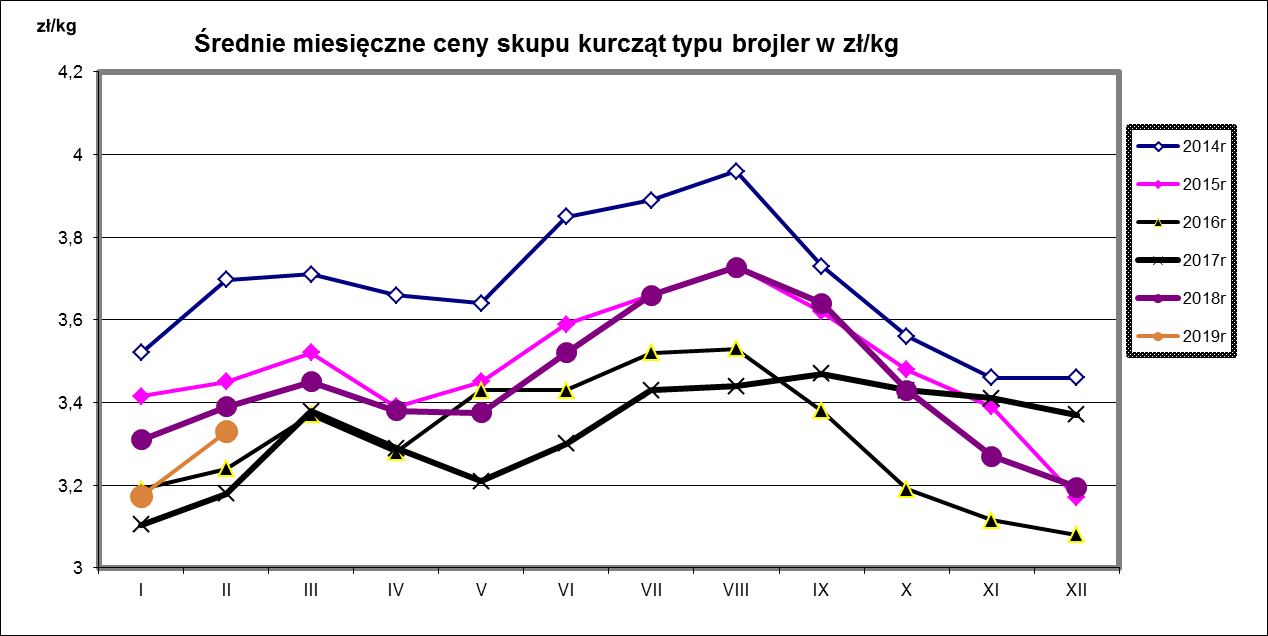 zł/kg
Średnie miesięczne ceny skupu kurcząt typu brojler w zł/kg
4,2
4
3,8
3,6
3,4
3,2
3
I II III IV V VI VII VIII IX X XI XII
2014r
2015r
2016r
2017r
2018r
2019r